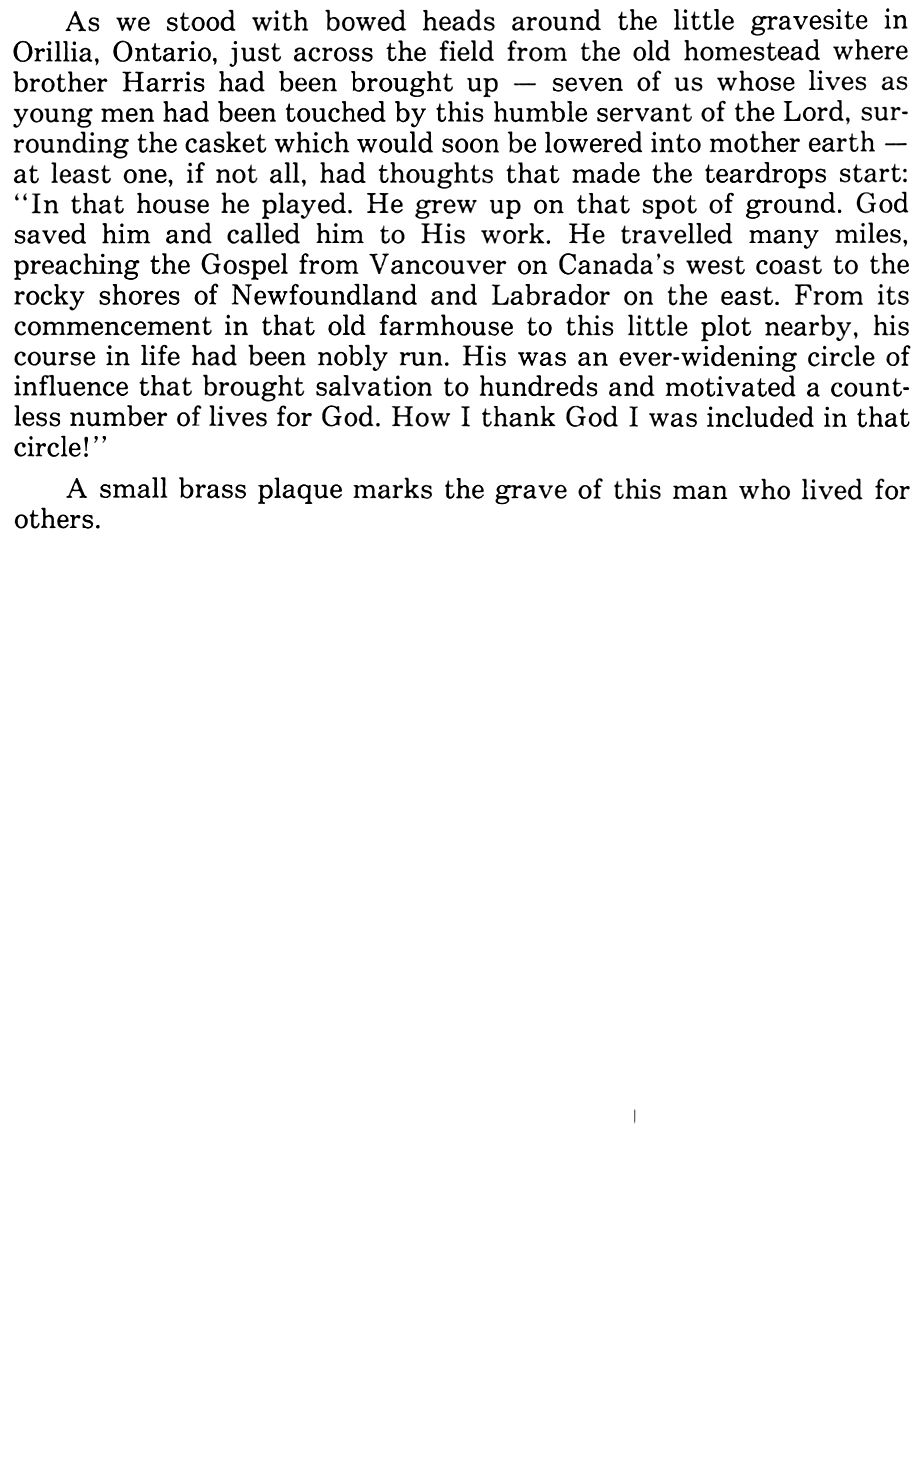 As we stood with bowed heads around the little gravesite in
Orillia, Ontario, just across the field from the old homestead where
brother Harris had been brought up — seven of us whose lives as
young men had been touched by this humble servant of the Lord, sur-
rounding the casket which would soon be lowered into mother earth —
at least one, if not all, had thoughts that made the teardrops start:
‘‘In that house he played. He grew up on that spot of ground. God
saved him and called him to His work. He travelled many miles,
preaching the Gospel from Vancouver on Canada’s west coast to the
rocky shores of Newfoundland and Labrador on the east. From its
commencement in that old farmhouse to this little plot nearby, his
course in life had been nobly run. His was an ever-widening circle of
influence that brought salvation to hundreds and motivated a count-
less number of lives for God. How I thank God I was included in that
circle!’’
A small brass plaque marks the grave of this man who lived for
others.